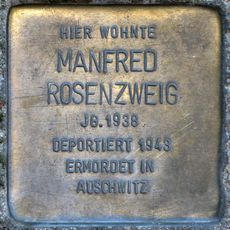 HIER WOHNTE
MANFRED
ROSENZWEIG
JG. 1938
DEPORTIERT 1943
ERMORDET IN
AUSCHWITZ